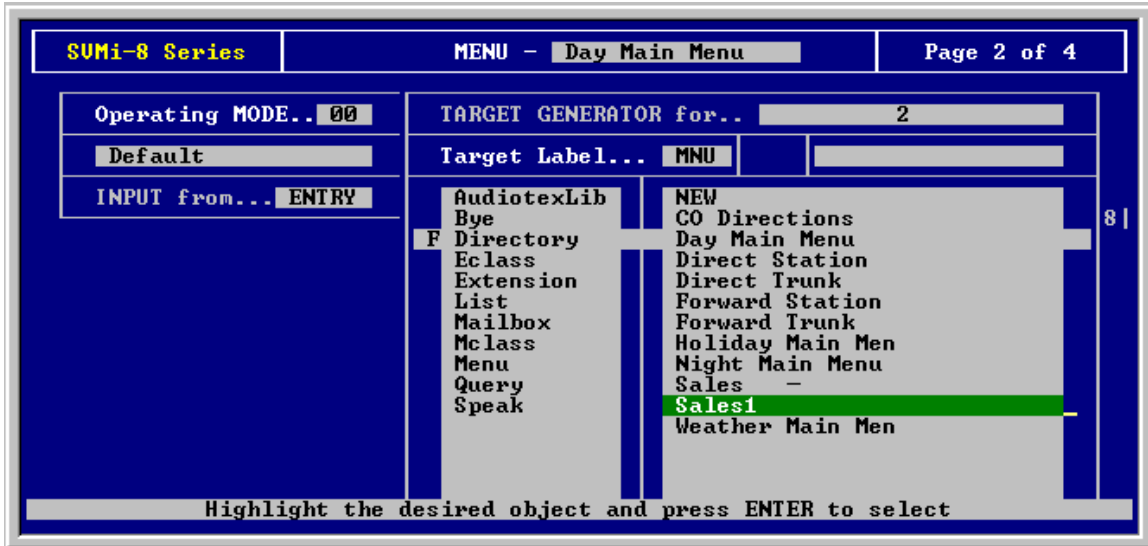 SVMi-8 Series MENU - Day Main Menu Page 2 of 4
Operating MODE.. 00 TARGET GENERATOR for.. 2
Default Target Label... MNU
INPUT from... ENTRY
AudiotexLib NEW
Bye CO Directions 8|
F Directory Day Main Menu
Eclass Direct Station
Extension Direct Trunk
List Forward Station
Mailbox Forward Trunk
Mclass Holiday Main Men
Menu Night Main Menu
Query Sales –
Speak Sales1 _
Weather Main Men
Highlight the desired object and press ENTER to select